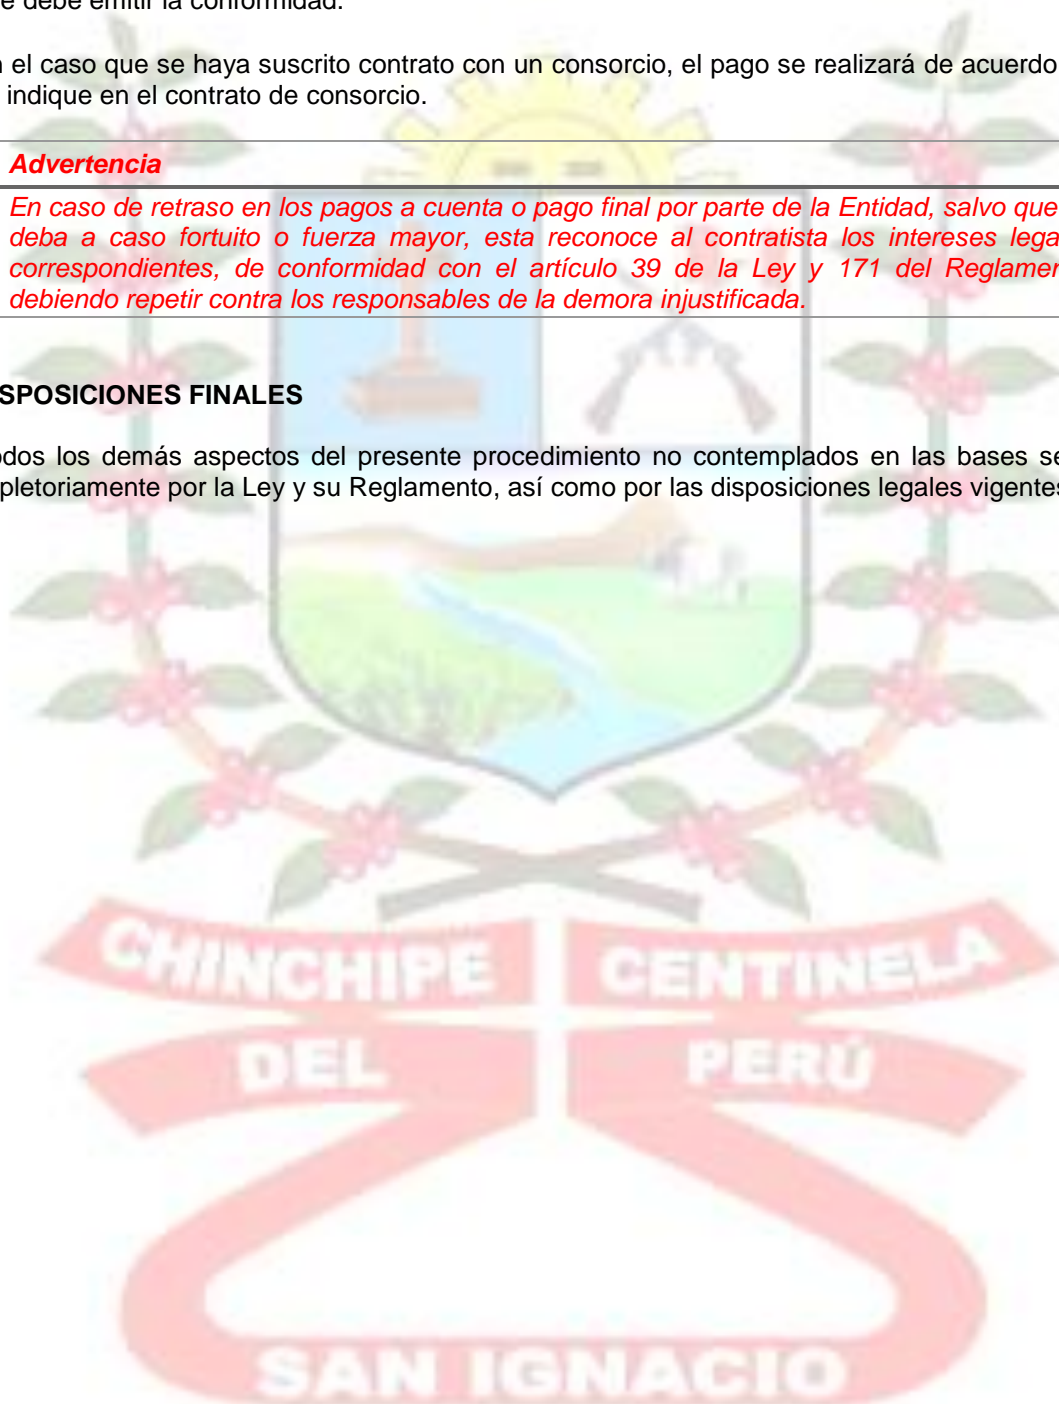 e debe emitir la conformidad.
n el caso que se haya suscrito contrato con un consorcio, el pago se realizará de acuerdo
indique en el contrato de consorcio.
Advertencia
En caso de retraso en los pagos a cuenta o pago final por parte de la Entidad, salvo que
deba a caso fortuito o fuerza mayor, esta reconoce al contratista los intereses lega
correspondientes, de conformidad con el artículo 39 de la Ley y 171 del Reglamen
debiendo repetir contra los responsables de la demora injustificada.
SPOSICIONES FINALES
odos los demás aspectos del presente procedimiento no contemplados en las bases se
pletoriamente por la Ley y su Reglamento, así como por las disposiciones legales vigentes
CHINCHIPE CENTINELA
DEL PERÚ
SAN IGNACIO